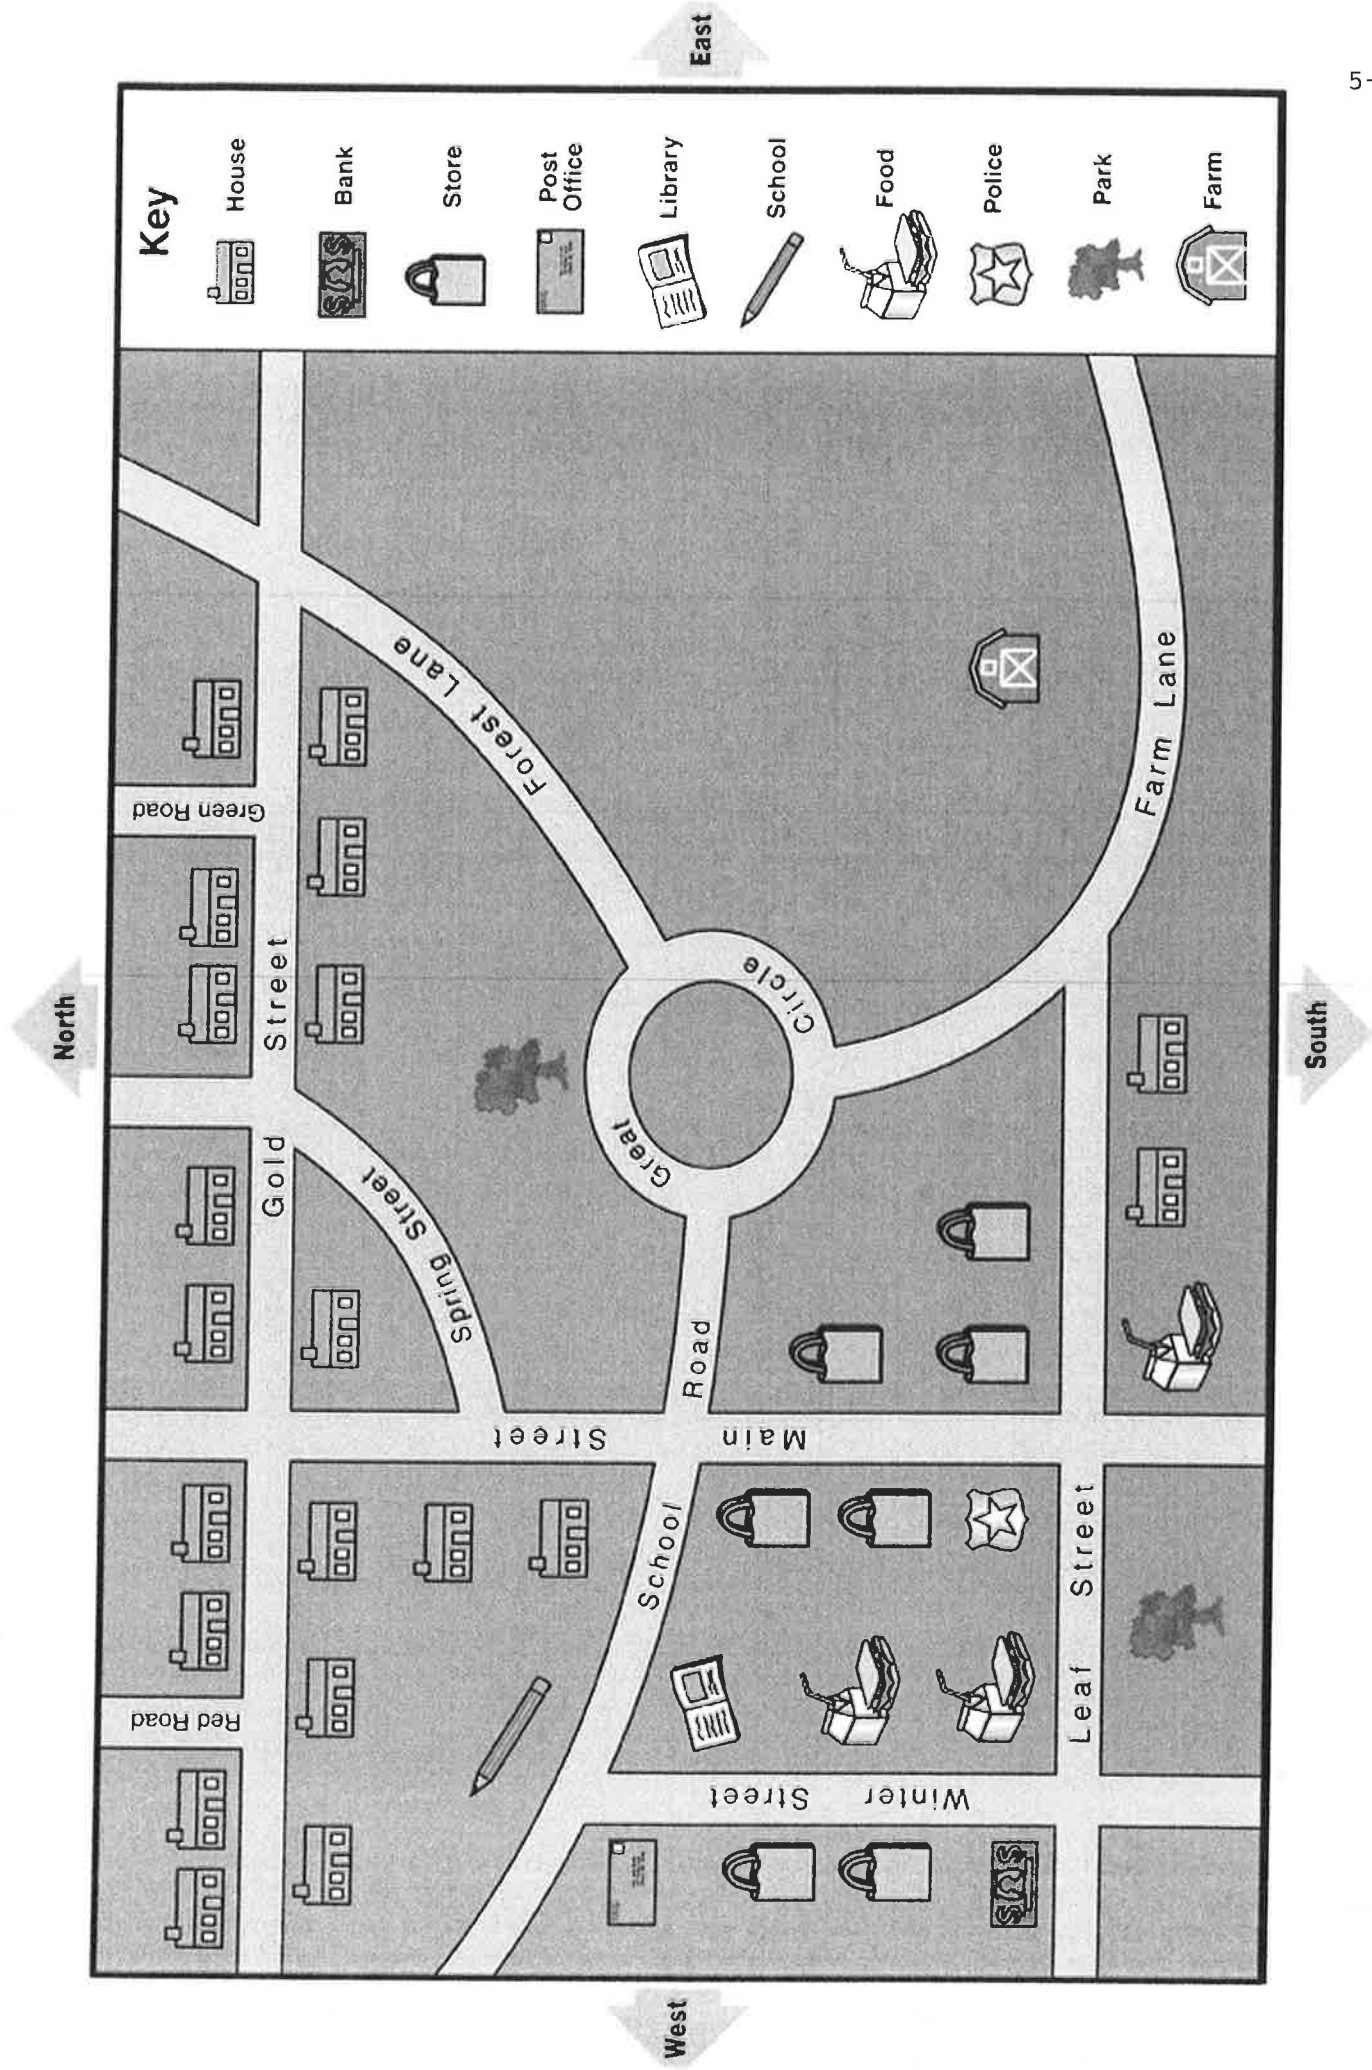 5-
North
East
South
West
Key
House
Bank
Store
Post
Office
Library
School
Food
Police
Park
Farm
Red Road
Green Road
Gold Street
Spring Street
Forest Lane
Main Street
School Road
Great Circle
Winter Street
Leaf Street
Farm Lane